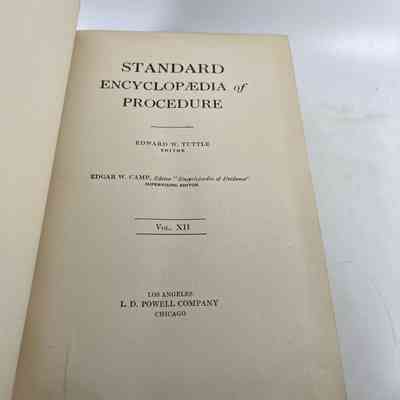 STANDARD
ENCYCLOPÆDIA of
PROCEDURE
EDWARD W. TUTTLE
EDITOR
EDGAR W. CAMP, Editor "Encyclopædia of Evidence"
SUPERVISING EDITOR
VOL. XII
LOS ANGELES
L. D. POWELL COMPANY
CHICAGO